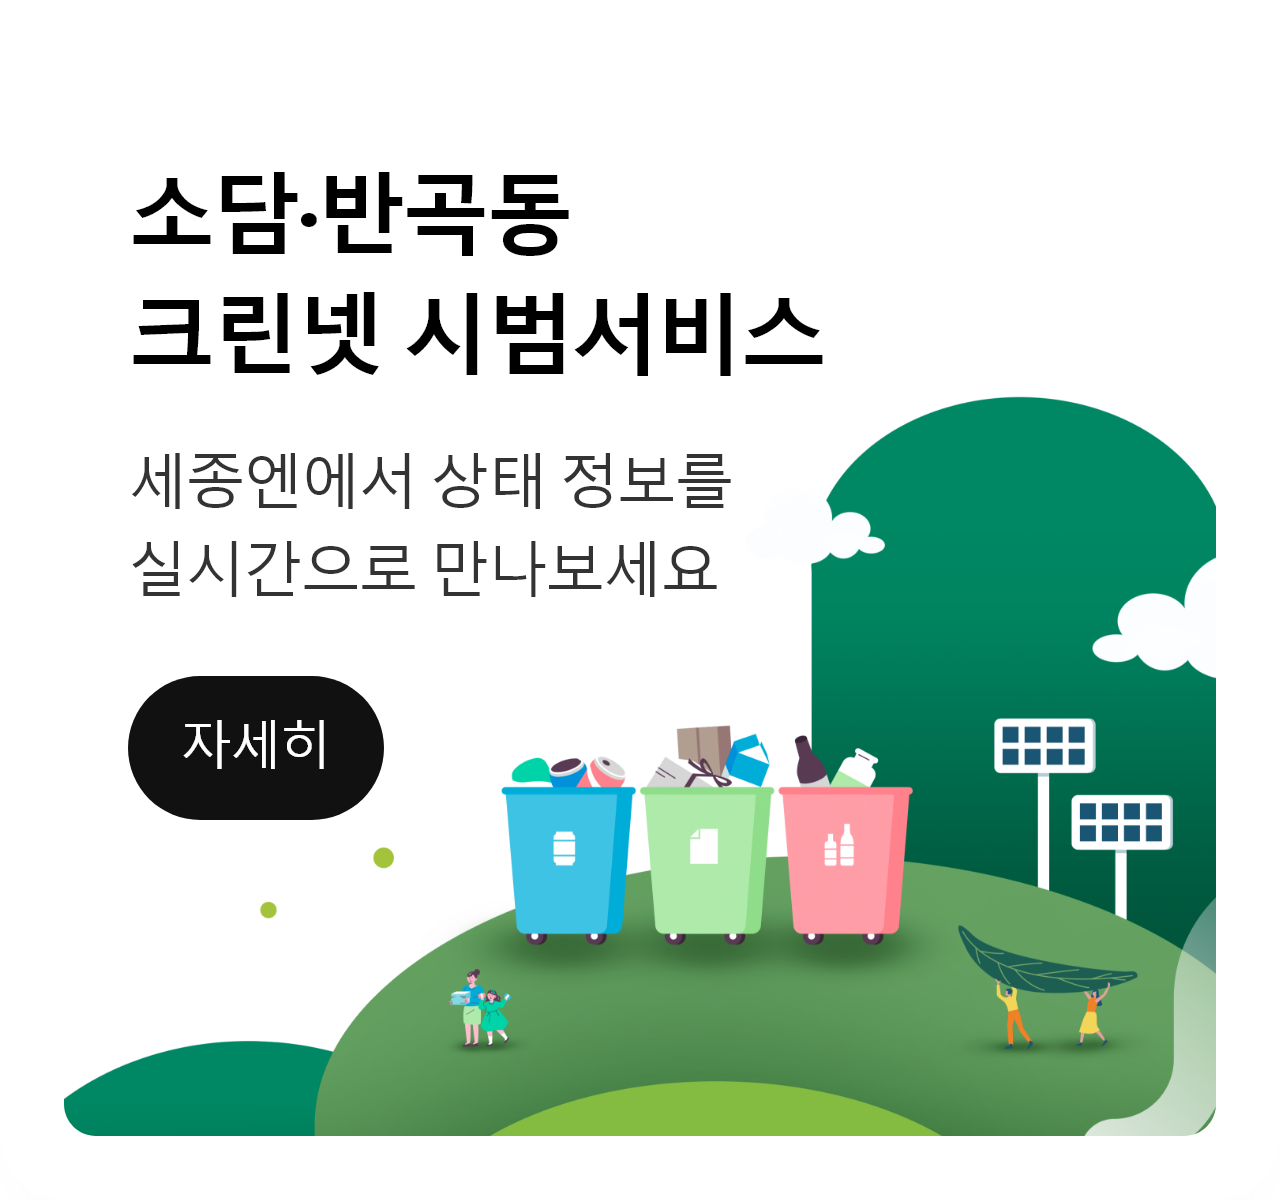 소담·반곡동
크린넷 시범서비스
세종엔에서 상태 정보를
실시간으로 만나보세요
자세히